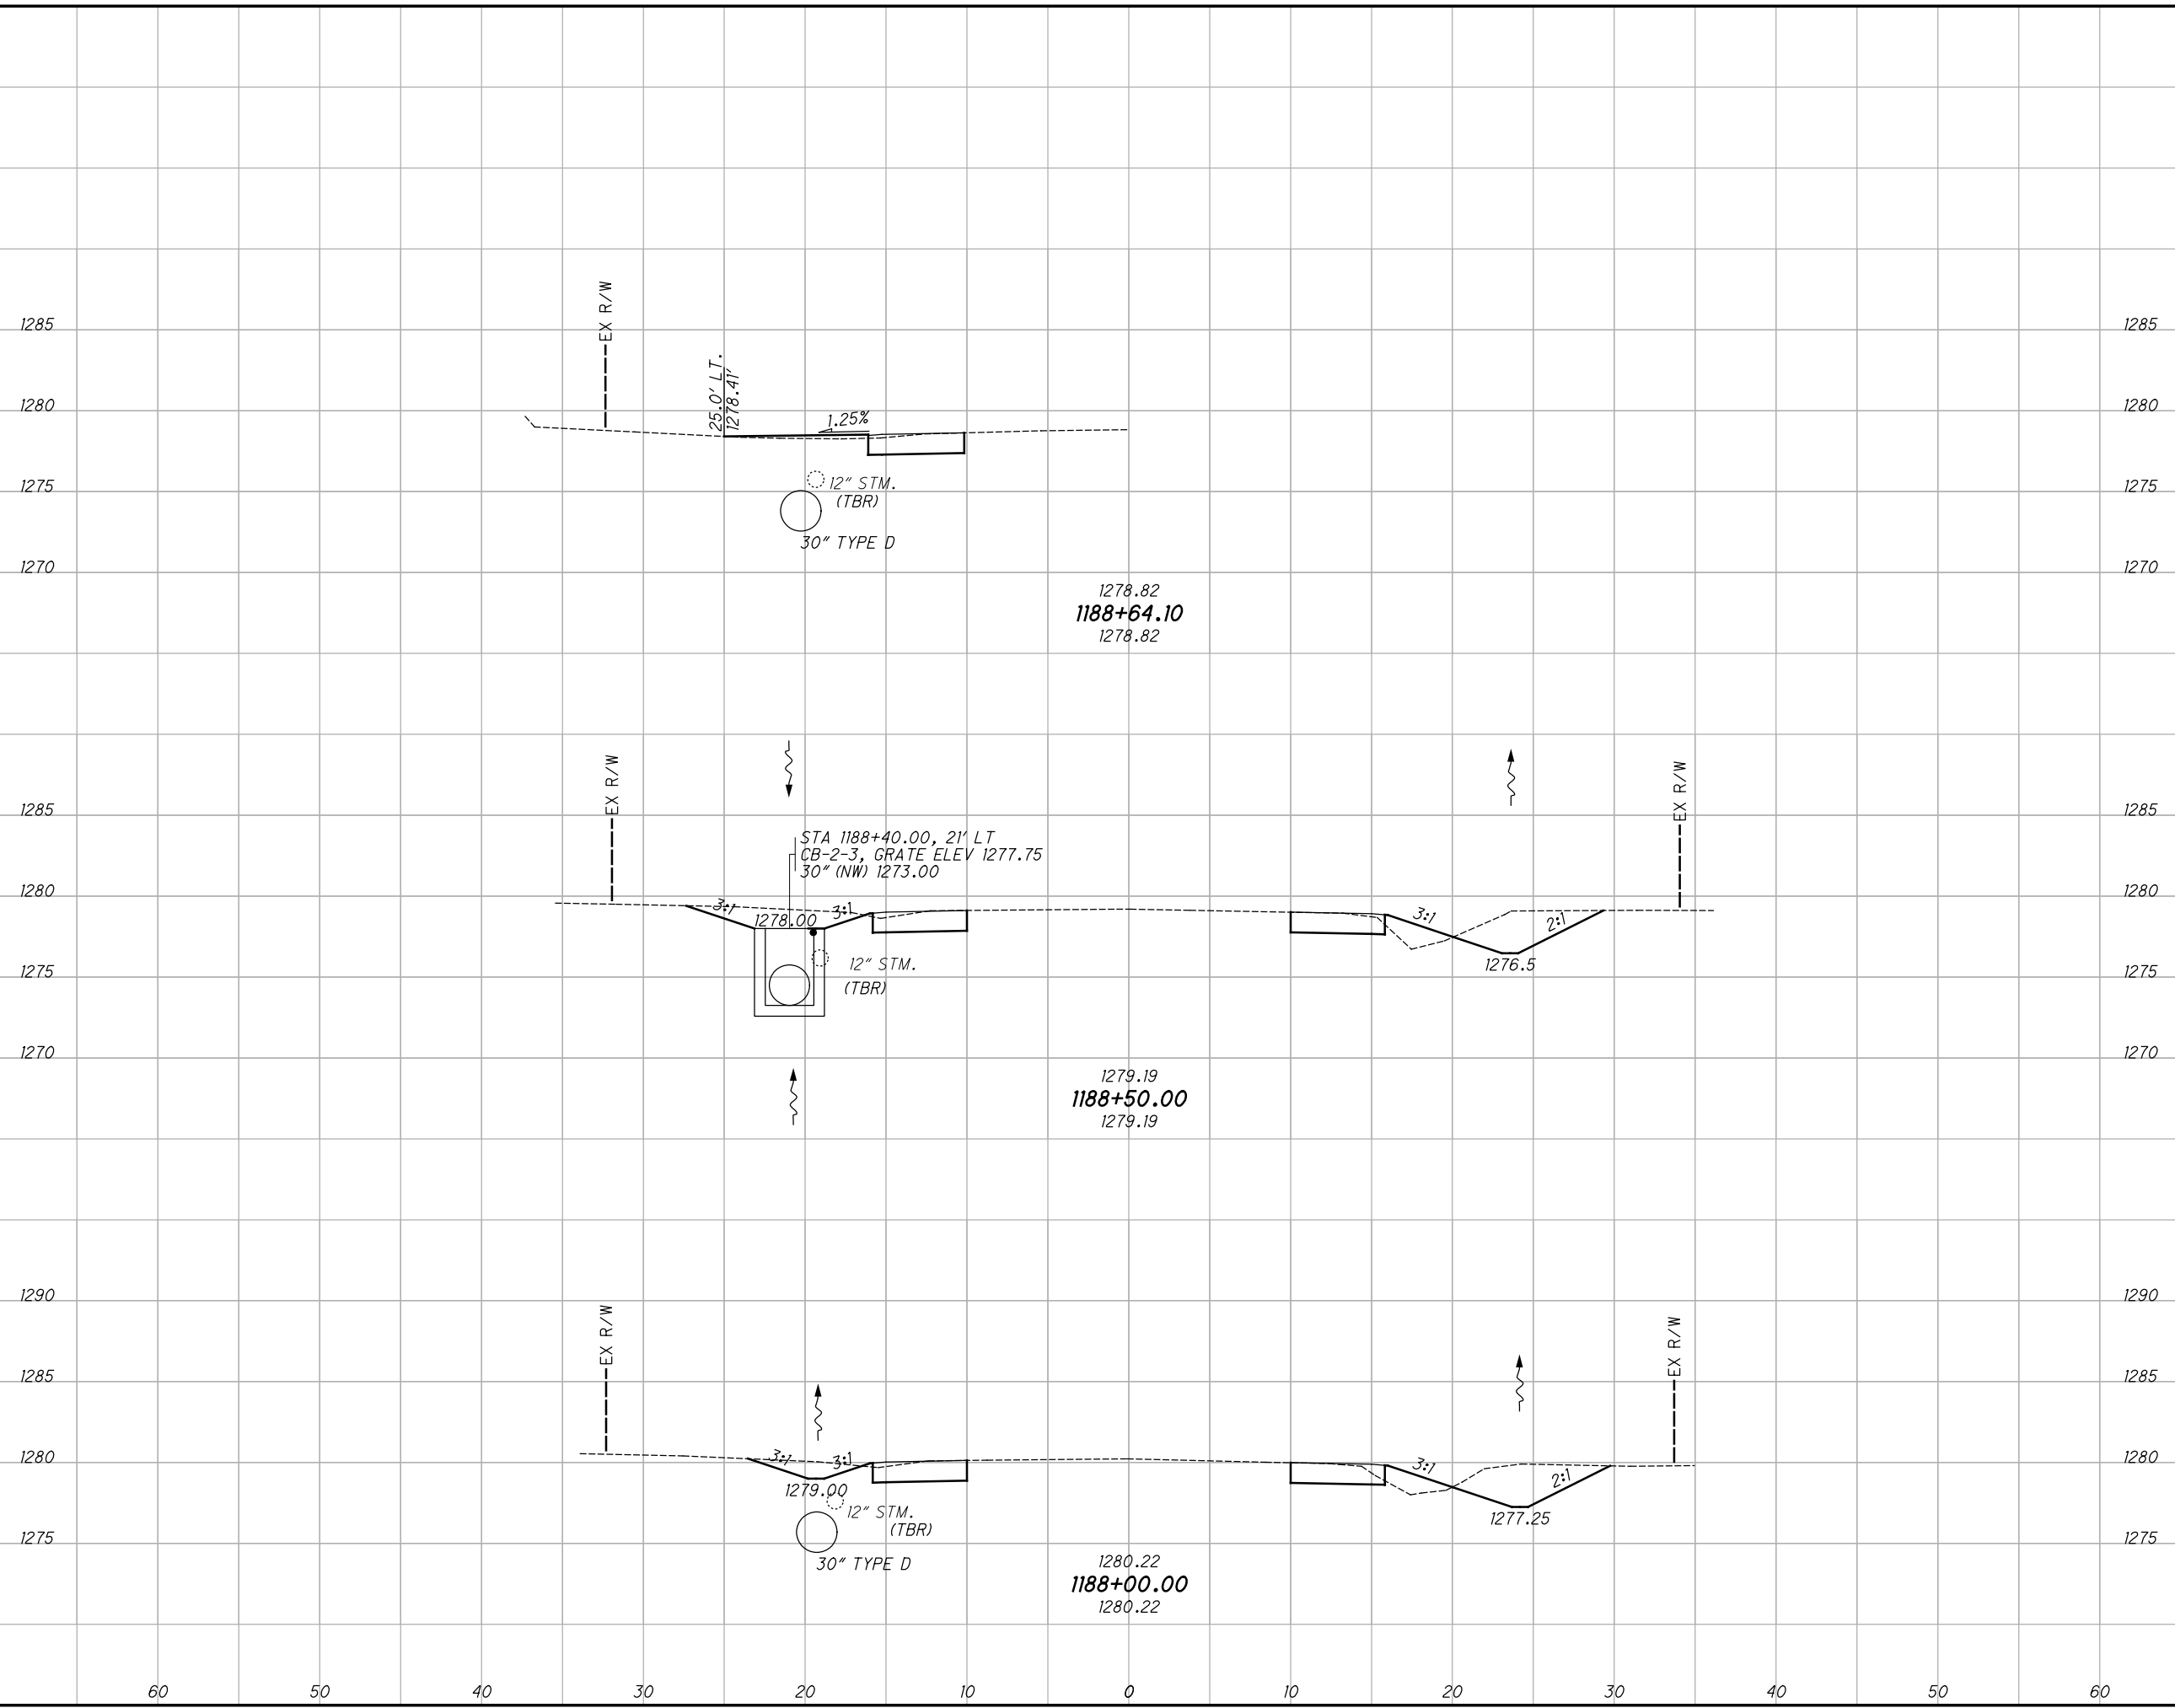 EX R/W
1285
1285
25.0' LT.
1278.41'
1280
1.25%
1280
1275
12" STM.
(TBR)
1275
30" TYPE D
1270
1270
1278.82
1188+64.10
1278.82
EX R/W
EX R/W
1285
1285
STA 1188+40.00, 21' LT
CB-2-3, GRATE ELEV 1277.75
30" (NW) 1273.00
1280
1280
3:1
1278.00
3:1
3:1
2:1
1275
12" STM.
(TBR)
1276.5
1275
1270
1270
1279.19
1188+50.00
1279.19
1290
1290
EX R/W
EX R/W
1285
1285
1280
3:1
3:1
3:1
2:1
1280
1279.00
12" STM.
(TBR)
1277.25
1275
1275
30" TYPE D
1280.22
1188+00.00
1280.22
60 50 40 30 20 10 0 10 20 30 40 50 60